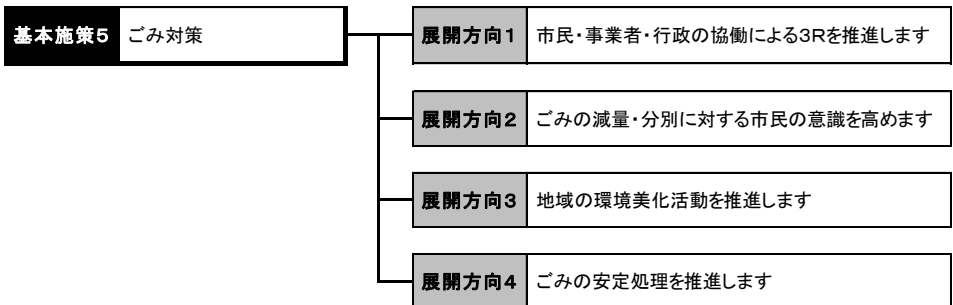 基本施策5 ごみ対策
展開方向1 市民・事業者・行政の協働による3Rを推進します
展開方向2 ごみの減量・分別に対する市民の意識を高めます
展開方向3 地域の環境美化活動を推進します
展開方向4 ごみの安定処理を推進します